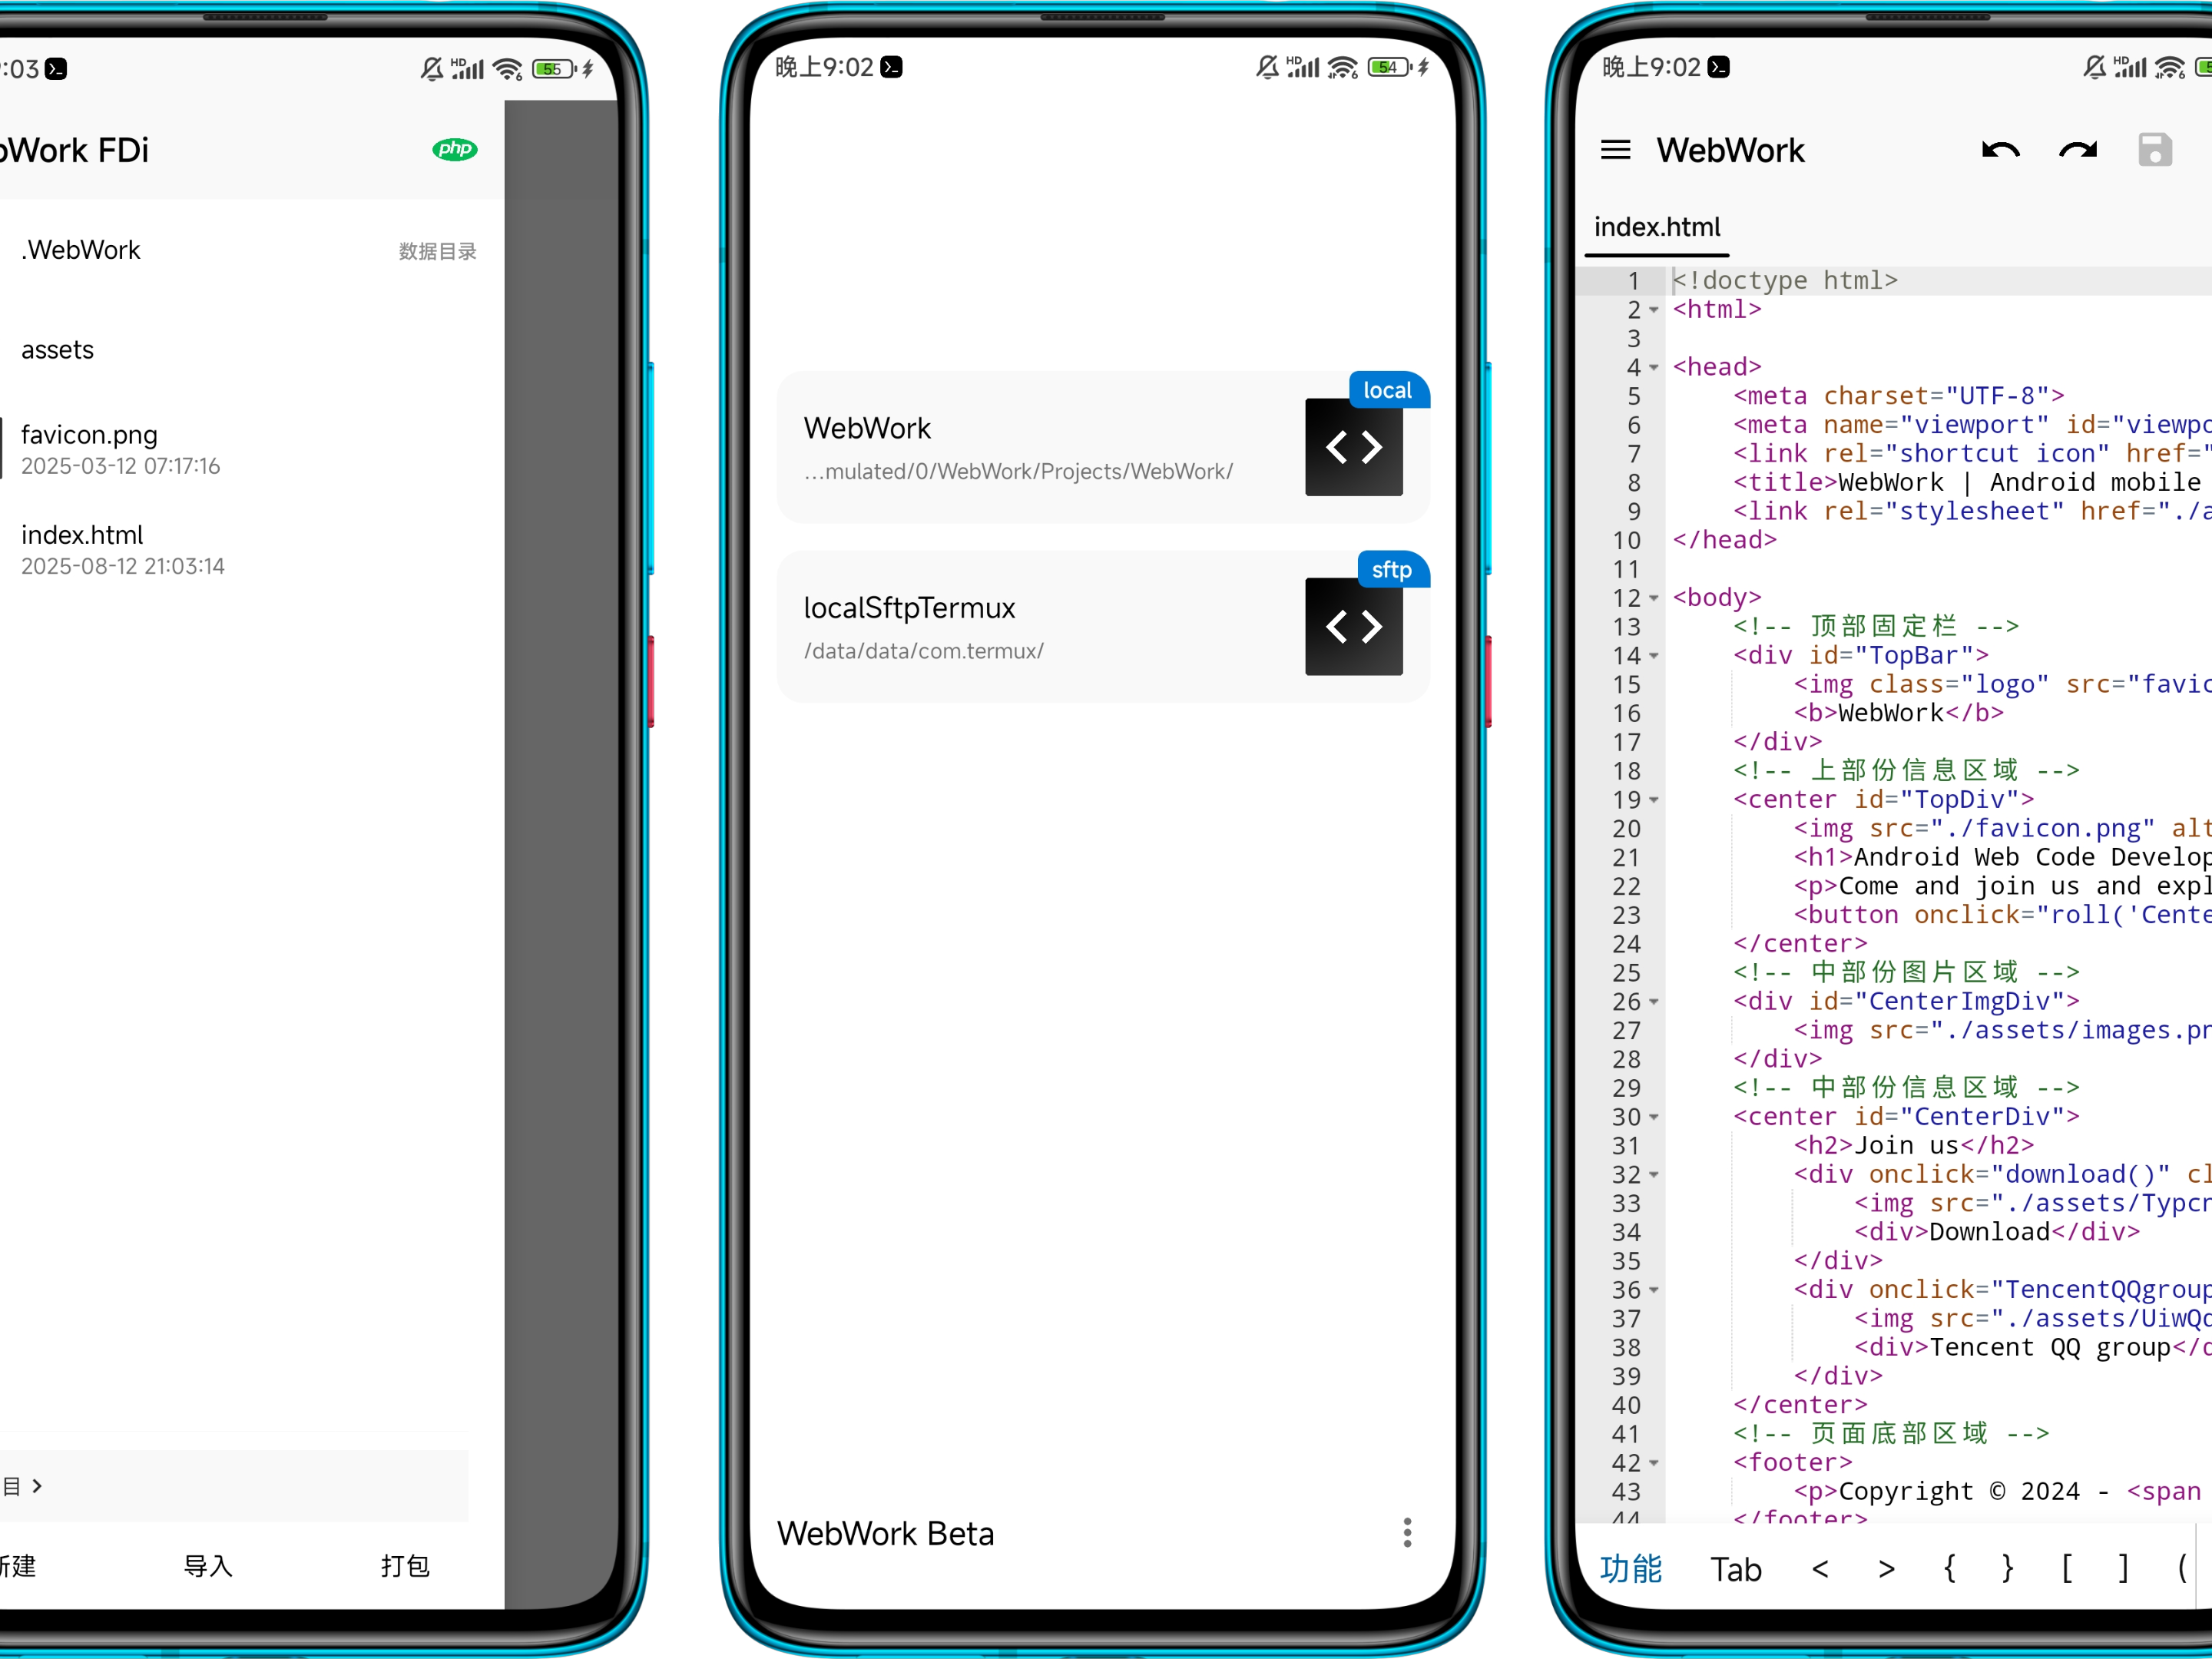 :03
HD
55
Work FDi
php
.WebWork
数据目录
assets
favicon.png
2025-03-12 07:17:16
index.html
2025-08-12 21:03:14
目 >
新建
导入
打包
晚上9:02
HD
6
54
WebWork
local
...mulated/0/WebWork/Projects/WebWork/
localSftpTermux
sftp
/data/data/com.termux/
WebWork Beta
晚上9:02
HD
6
WebWork
index.html
1 <!doctype html>
2 <html>
3
4 <head>
5 <meta charset="UTF-8">
6 <meta name="viewport" id="viewpo
7 <link rel="shortcut icon" href="
8 <title>WebWork | Android mobile
9 <link rel="stylesheet" href="./a
10 </head>
11
12 <body>
13 <!-- 顶部固定栏 -->
14 <div id="TopBar">
15 <img class="logo" src="favic
16 <b>WebWork</b>
17 </div>
18 <!-- 上部份信息区域 -->
19 <center id="TopDiv">
20 <img src="./favicon.png" alt
21 <h1>Android Web Code Develop
22 <p>Come and join us and expl
23 <button onclick="roll('Cente
24 </center>
25 <!-- 中部份图片区域 -->
26 <div id="CenterImgDiv">
27 <img src="./assets/images.pn
28 </div>
29 <!-- 中部份信息区域 -->
30 <center id="CenterDiv">
31 <h2>Join us</h2>
32 <div onclick="download()" cl
33 <img src="./assets/Typcn
34 <div>Download</div>
35 </div>
36 <div onclick="TencentQQgroup
37 <img src="./assets/UiwQq
38 <div>Tencent QQ group</d
39 </div>
40 </center>
41 <!-- 页面底部区域 -->
42 <footer>
43 <p>Copyright © 2024 - <span
44 </footer>
功能 Tab < > { } [ ] (